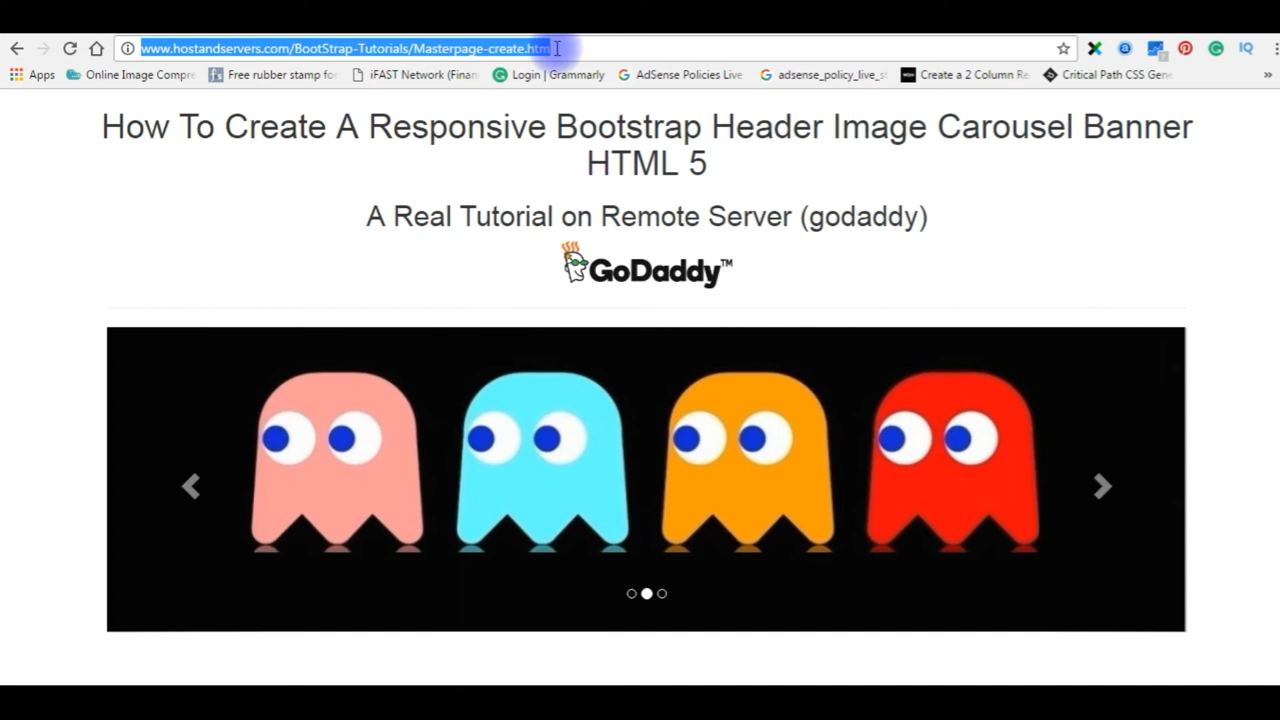 www.hostandservers.com/BootStrap-Tutorials/Masterpage-create.htm
Apps Online Image Compre Free rubber stamp fo iFAST Network (Finan Login | Grammarly AdSense Policies Live adsense_policy_live_s Create a 2 Column Re Critical Path CSS Gene »
How To Create A Responsive Bootstrap Header Image Carousel Banner
HTML 5
A Real Tutorial on Remote Server (godaddy)
GoDaddy™